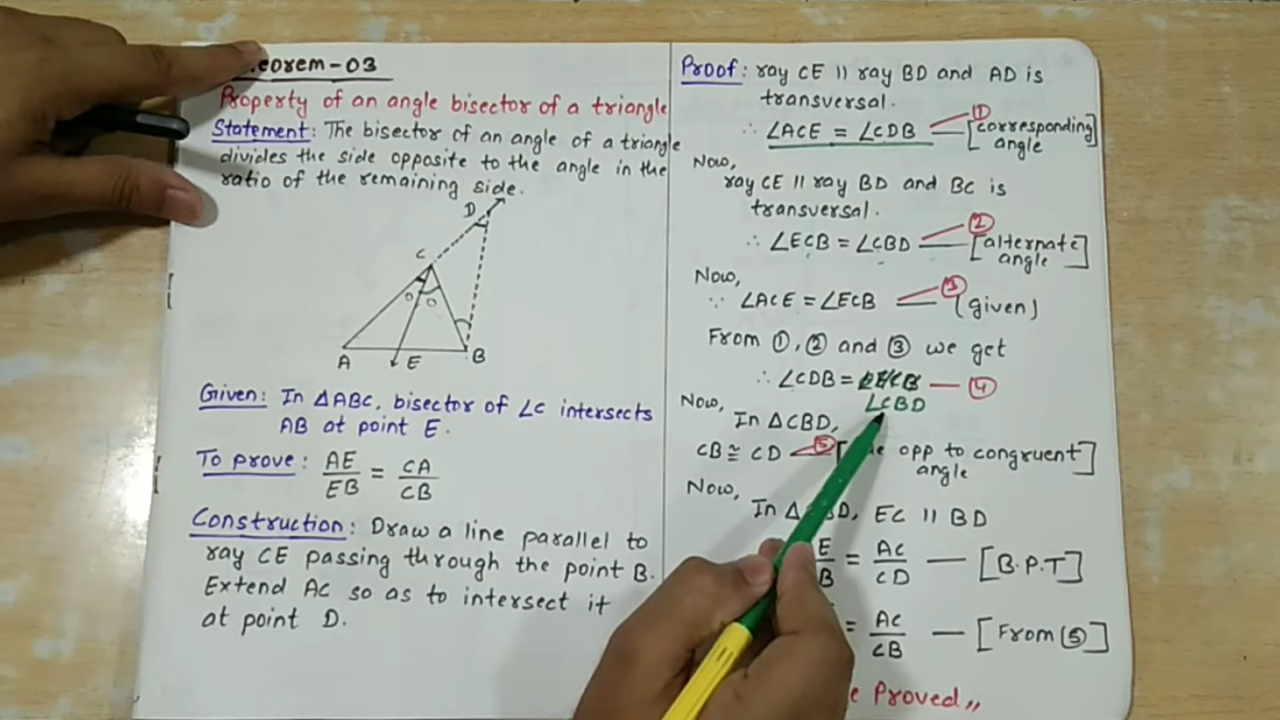 eorem-03
Property of an angle bisector of a triangle
Statement: The bisector of an angle of a triangle
divides the side opposite to the angle in the
ratio of the remaining side.
D
C
o o
A E B
Given: In △ABC, bisector of ∠C intersects
AB at point E.
To prove: AE/EB = CA/CB
Construction: Draw a line parallel to
ray CE passing through the point B.
Extend AC so as to intersect it
at point D.
Proof: ray CE || ray BD and AD is
transversal.
∴ ∠ACE = ∠CDB — ① [corresponding
angle]
Now,
ray CE || ray BD and BC is
transversal.
∴ ∠ECB = ∠CBD — ② [alternate
angle]
Now,
∵ ∠ACE = ∠ECB — ③ (given)
From ①, ② and ③ we get
∴ ∠CDB = — ④
∠CBD
Now,
In △CBD,
CB ≅ CD — ⑤ [ opp to congruent
angle]
Now,
In △ D, EC || BD
E/B = AC/CD — [B.P.T]
= AC/CB — [From ⑤]
Proved,,